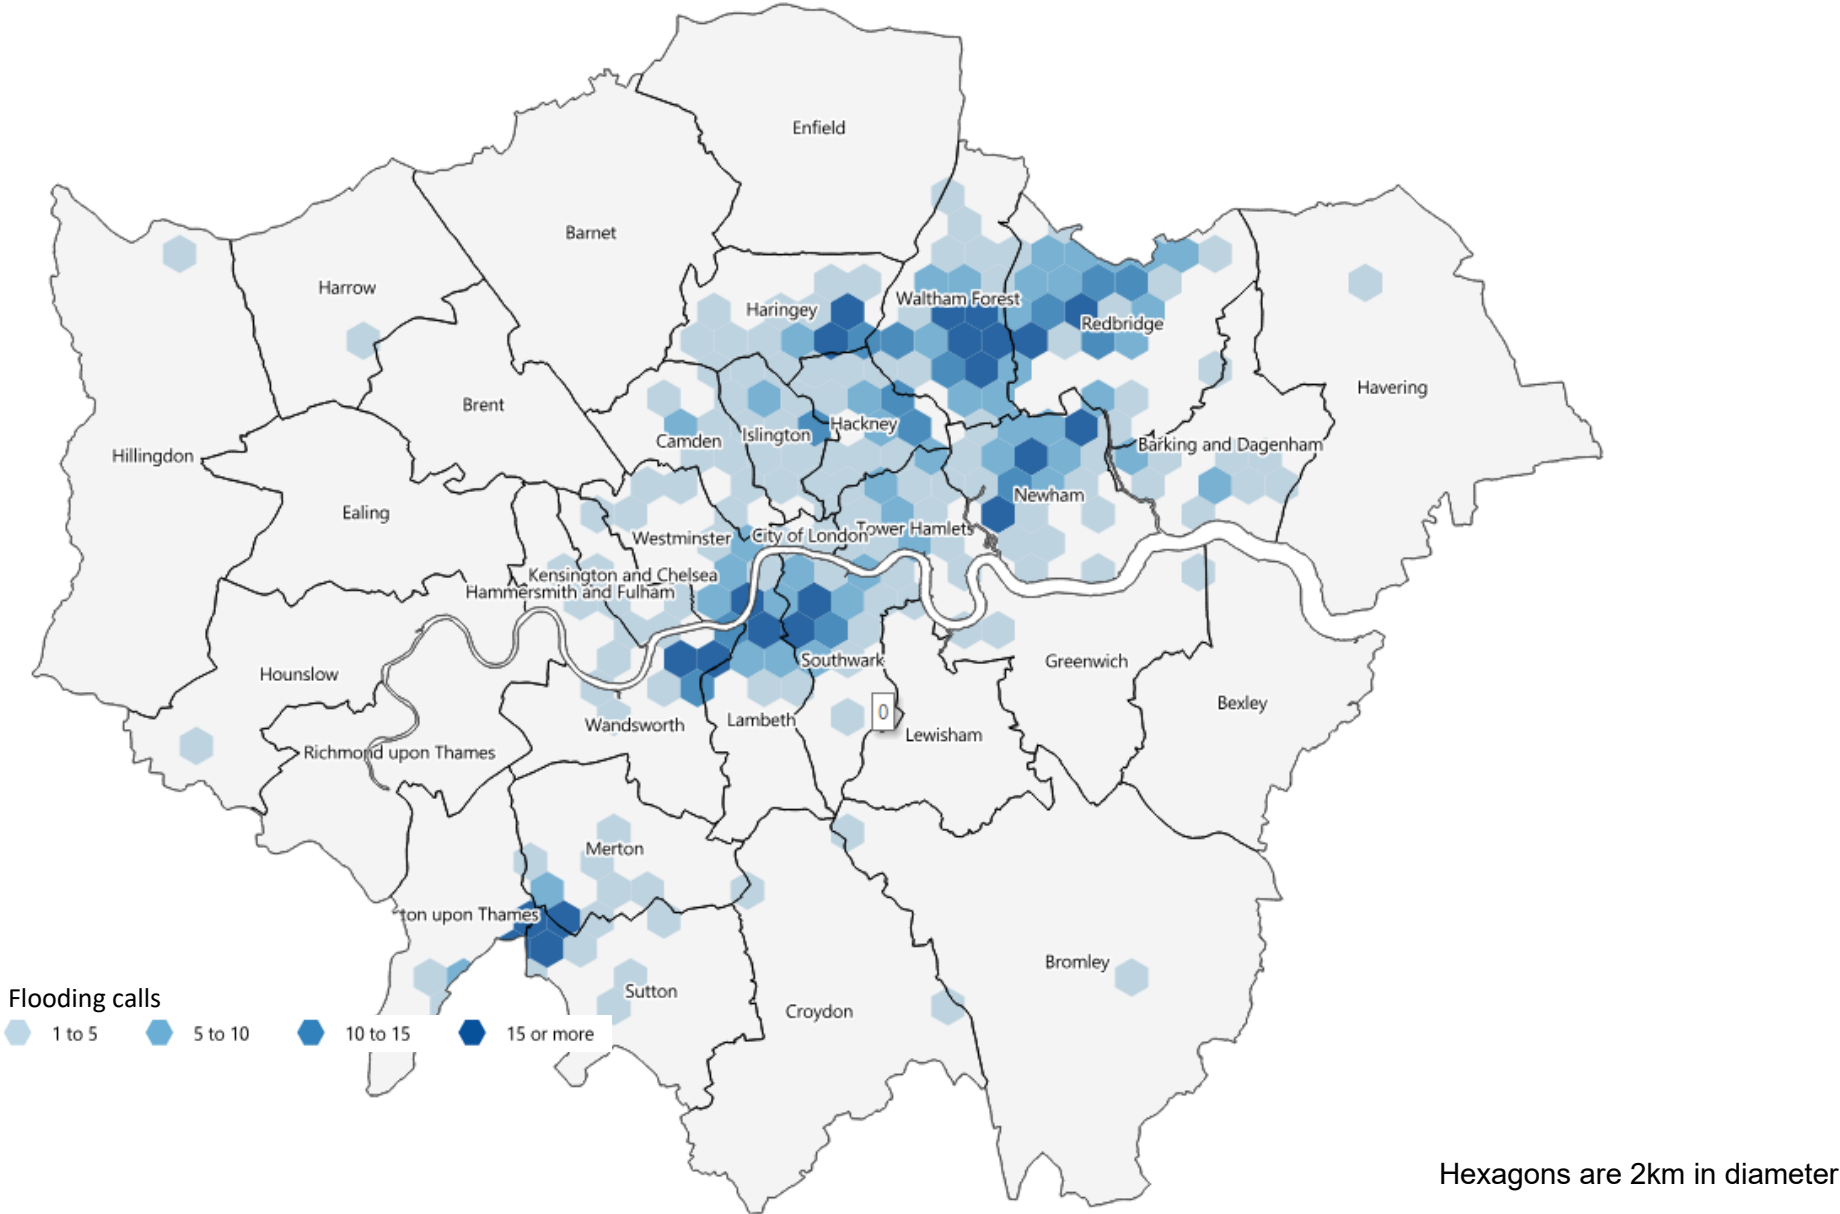 Enfield
Barnet
Harrow
Haringey
Waltham Forest
Redbridge
Havering
Brent
Camden
Islington
Hackney
Barking and Dagenham
Hillingdon
Newham
Ealing
Westminster
City of London
Tower Hamlets
Kensington and Chelsea
Hammersmith and Fulham
Hounslow
Southwark
Greenwich
Bexley
Wandsworth
Lambeth
0
Lewisham
Richmond upon Thames
Merton
ton upon Thames
Bromley
Sutton
Croydon
Flooding calls
1 to 5
5 to 10
10 to 15
15 or more
Hexagons are 2km in diameter